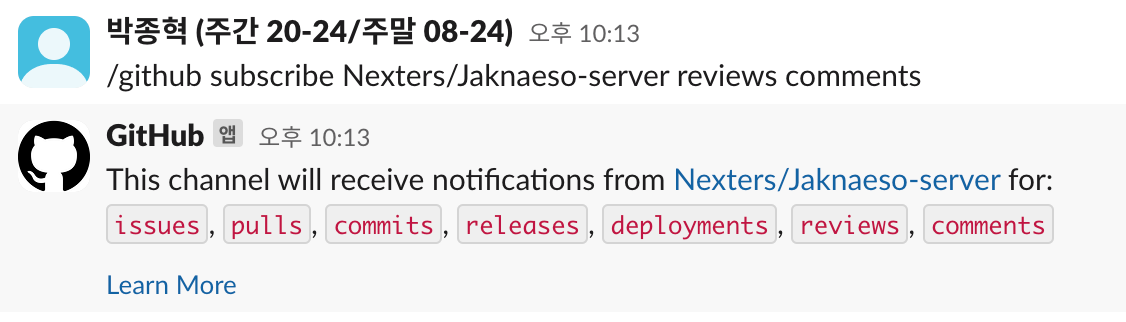 박종혁 (주간 20-24/주말 08-24) 오후 10:13
/github subscribe Nexters/Jaknaeso-server reviews comments
GitHub 앱 오후 10:13
This channel will receive notifications from Nexters/Jaknaeso-server for:
issues, pulls, commits, releases, deployments, reviews, comments
Learn More